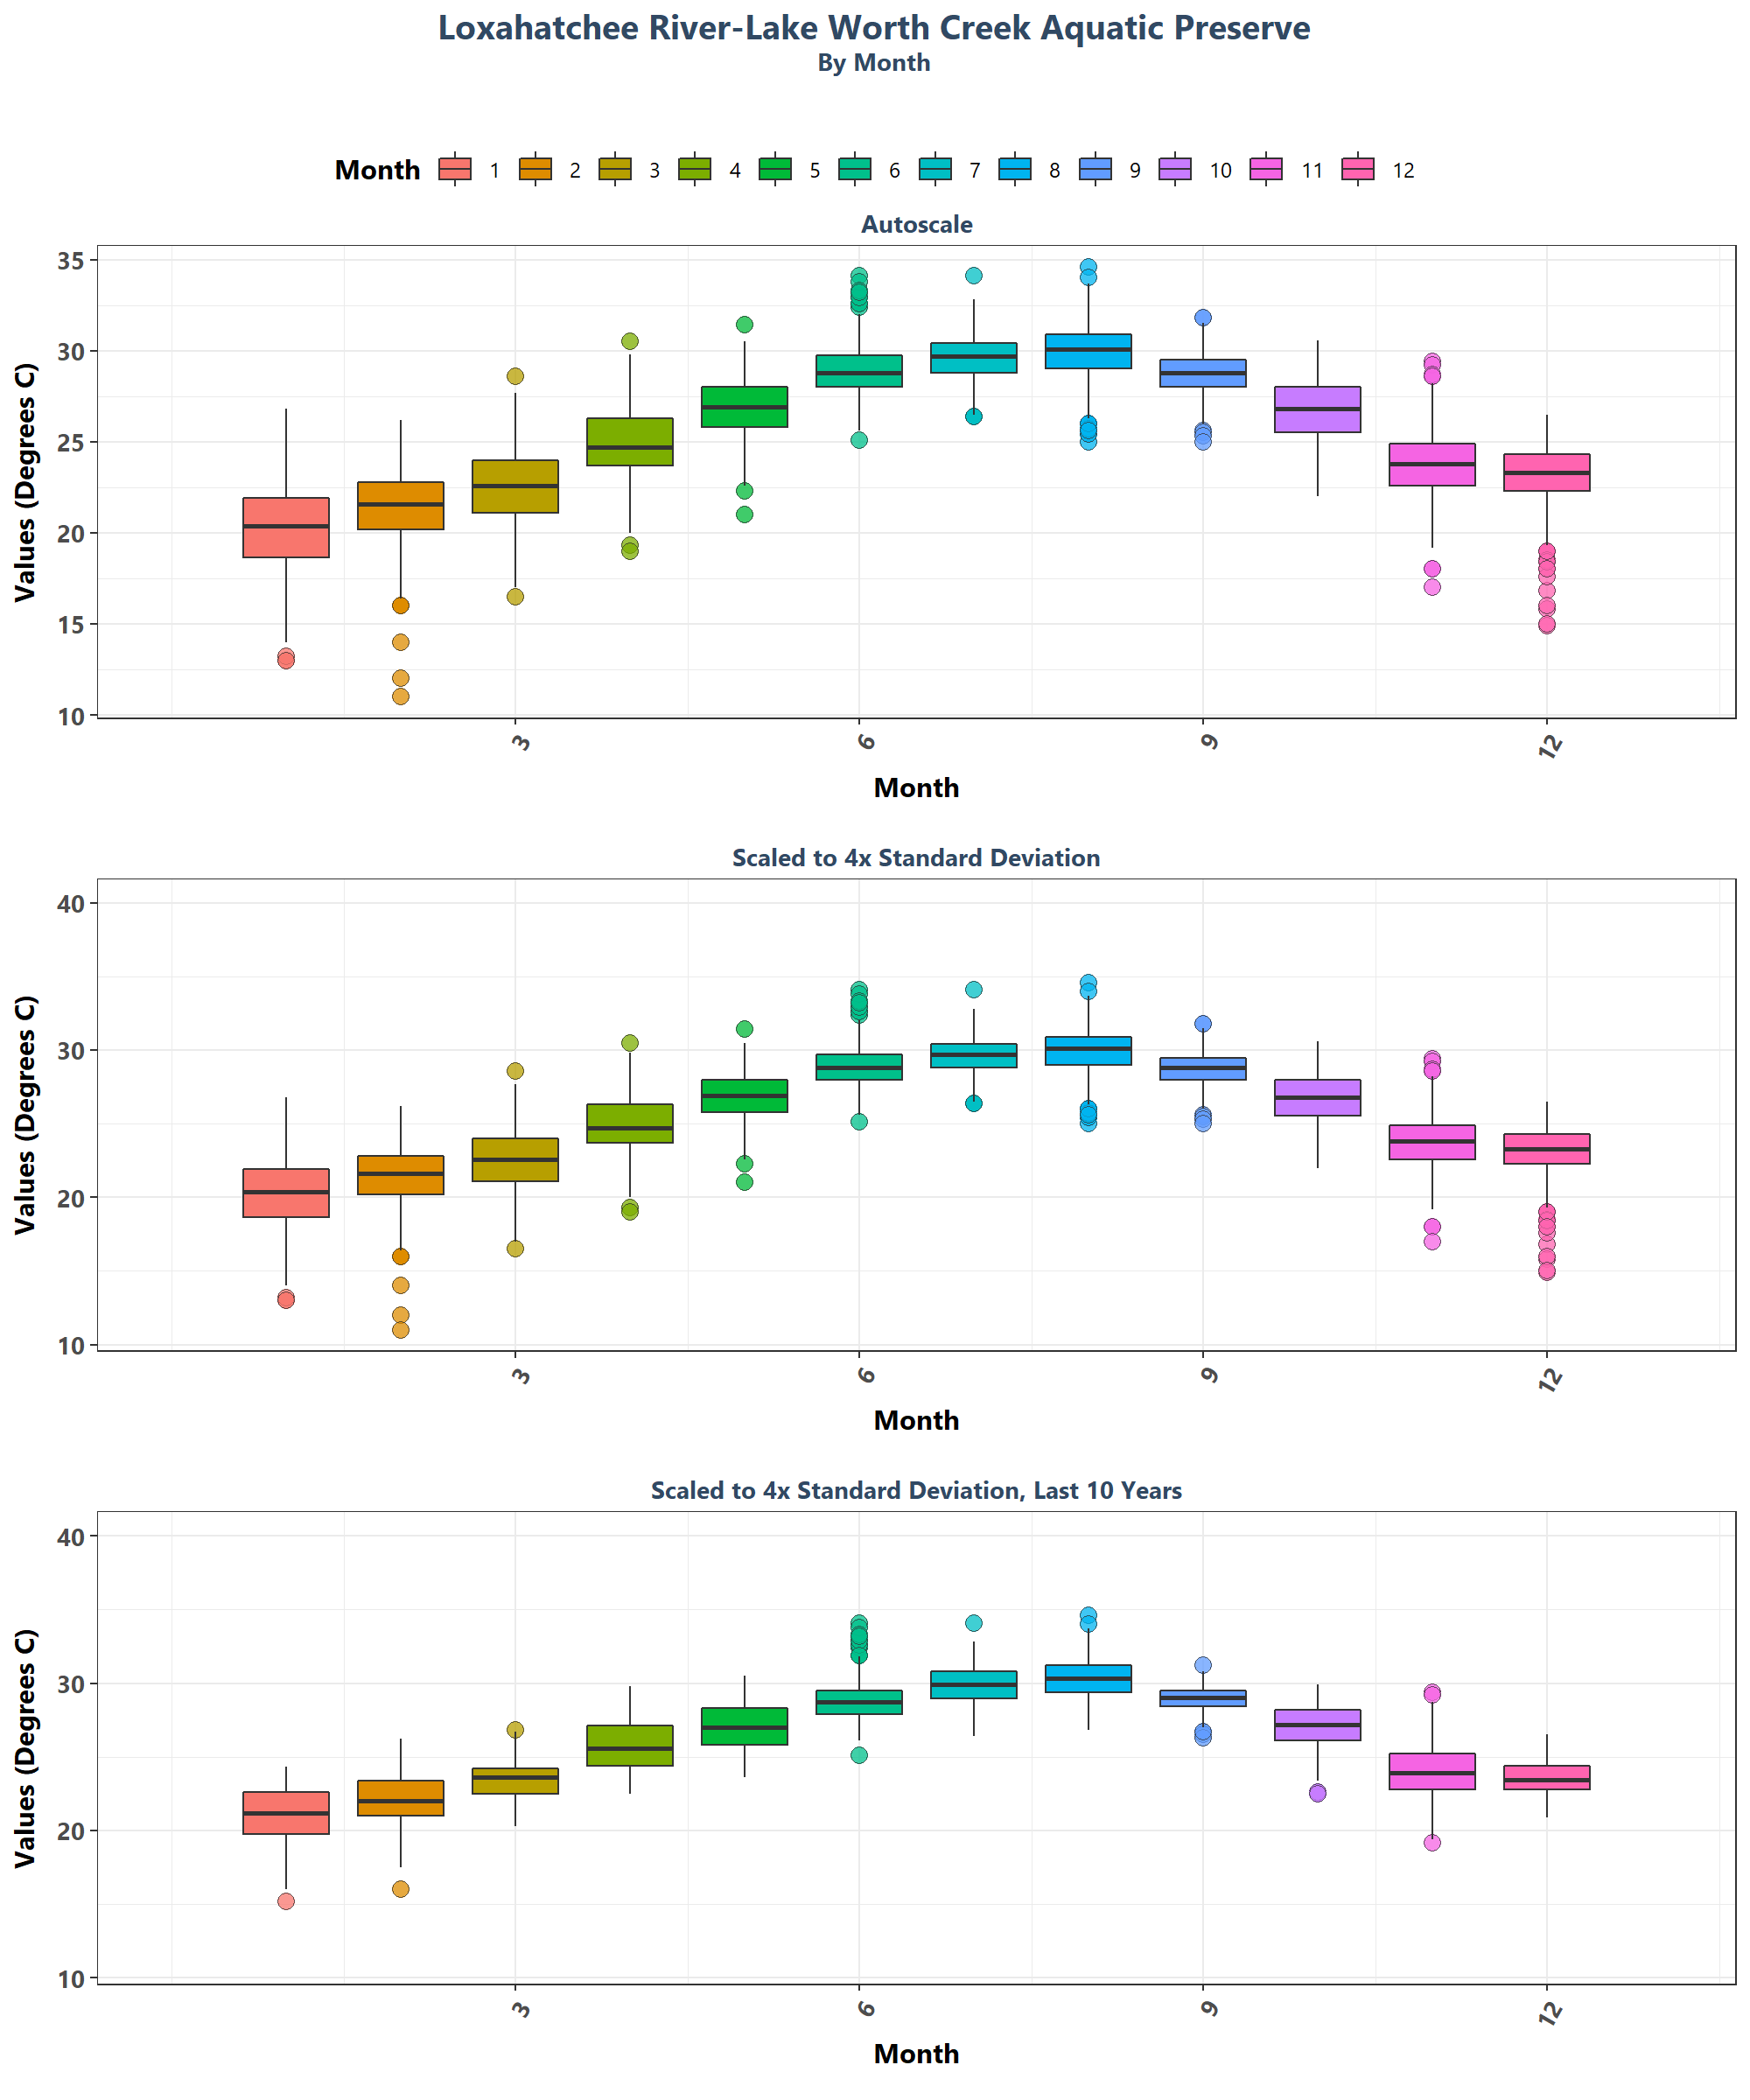 Loxahatchee River-Lake Worth Creek Aquatic Preserve
By Month
Month 1 2 3 4 5 6 7 8 9 10 11 12
Autoscale
Values (Degrees C)
35
30
25
20
15
10
3 6 9 12
Month
Scaled to 4x Standard Deviation
Values (Degrees C)
40
30
20
10
3 6 9 12
Month
Scaled to 4x Standard Deviation, Last 10 Years
Values (Degrees C)
40
30
20
10
3 6 9 12
Month